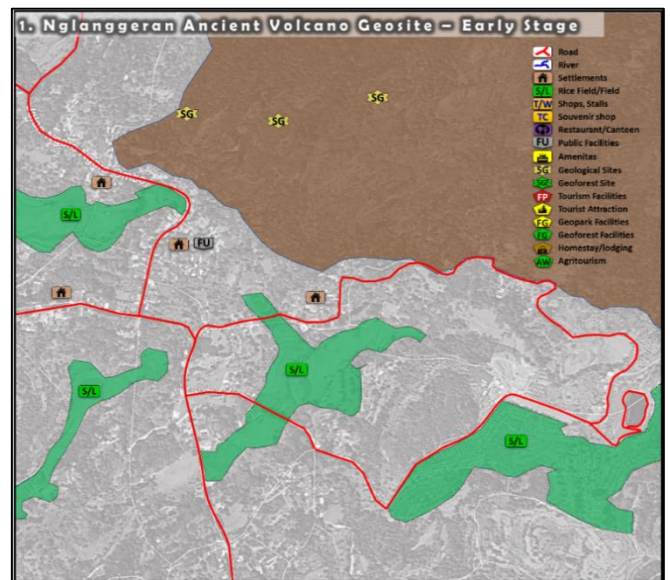 1. Nglanggeran Ancient Volcano Geosite – Early Stage
Road
River
Settlements
S/L Rice Field/Field
T/W Shops, Stalls
TC Souvenir shop
Restaurant/Canteen
FU Public Facilities
Amenitas
SG Geological Sites
SG Geoforest Site
FP Tourism Facilities
Tourist Attraction
FG Geopark Facilities
FG Geoforest Facilities
Homestay/lodging
AW Agritourism
SG
SG
SG
S/L
FU
S/L
S/L
S/L